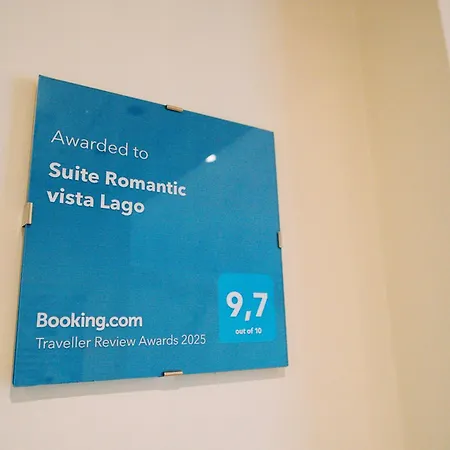 Awarded to
Suite Romantic
vista Lago
9,7
out of 10
Booking.com
Traveller Review Awards 2025